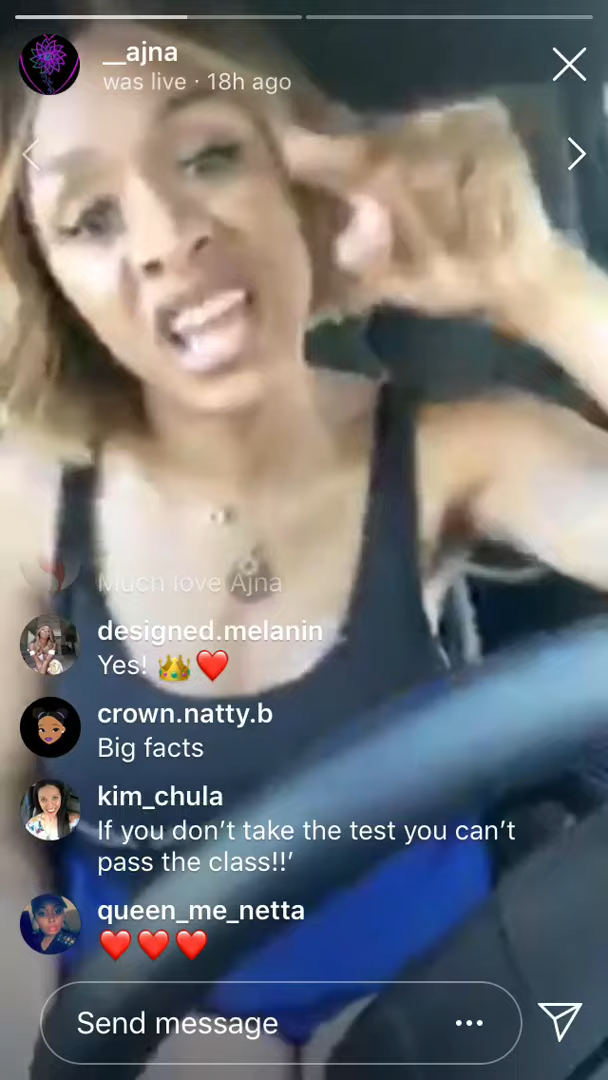 __ajna
was live · 18h ago
Much love Ajna
designed.melanin
Yes! 👑❤️
crown.natty.b
Big facts
kim_chula
If you don’t take the test you can’t
pass the class!!’
queen_me_netta
❤️❤️❤️
Send message